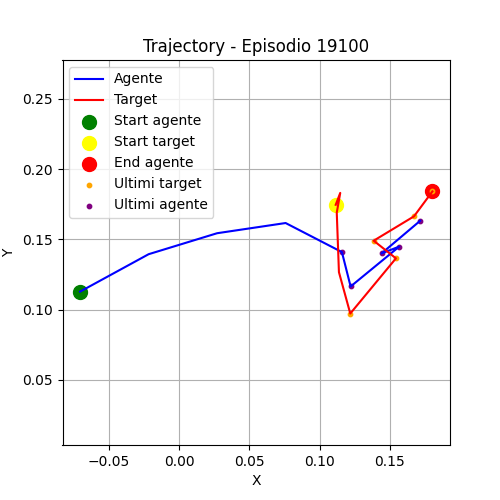 Trajectory - Episodio 19100
Agente
Target
Start agente
Start target
End agente
Ultimi target
Ultimi agente
0.25
0.20
0.15
0.10
0.05
Y
−0.05 0.00 0.05 0.10 0.15
X